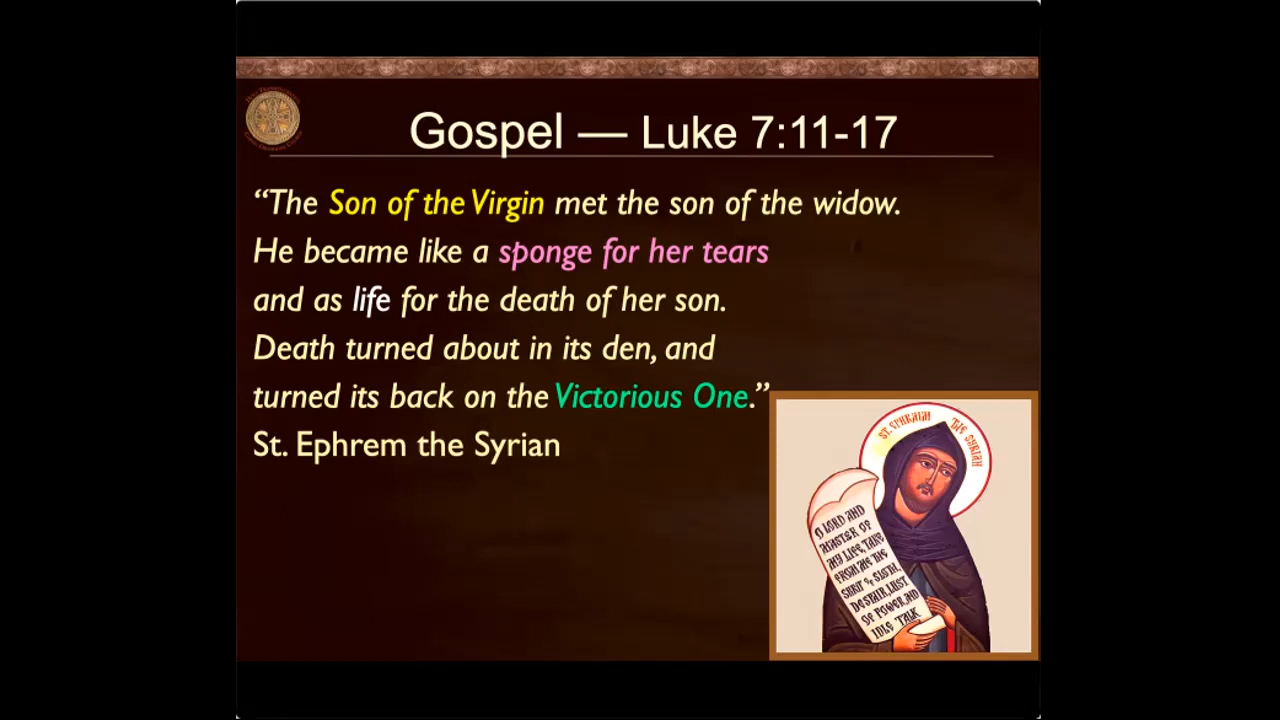 Gospel — Luke 7:11-17
“The Son of the Virgin met the son of the widow.
He became like a sponge for her tears
and as life for the death of her son.
Death turned about in its den, and
turned its back on the Victorious One.”
St. Ephrem the Syrian
ST. EPHRAIM THE SYRIAN
O LORD AND
MASTER OF
MY LIFE, TAKE
FROM ME THE
SPIRIT OF SLOTH,
DESPAIR, LUST
OF POWER, AND
IDLE TALK